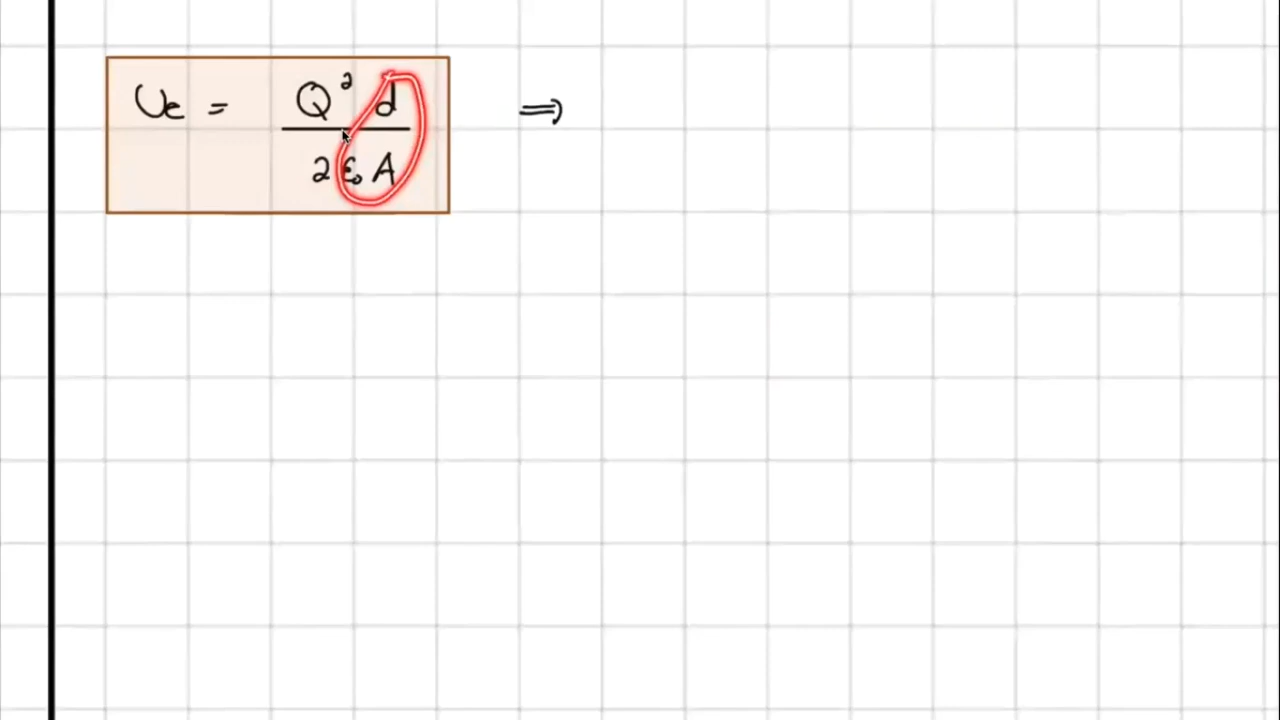 Uc = Q² d / 2 ε₀ A ⇒